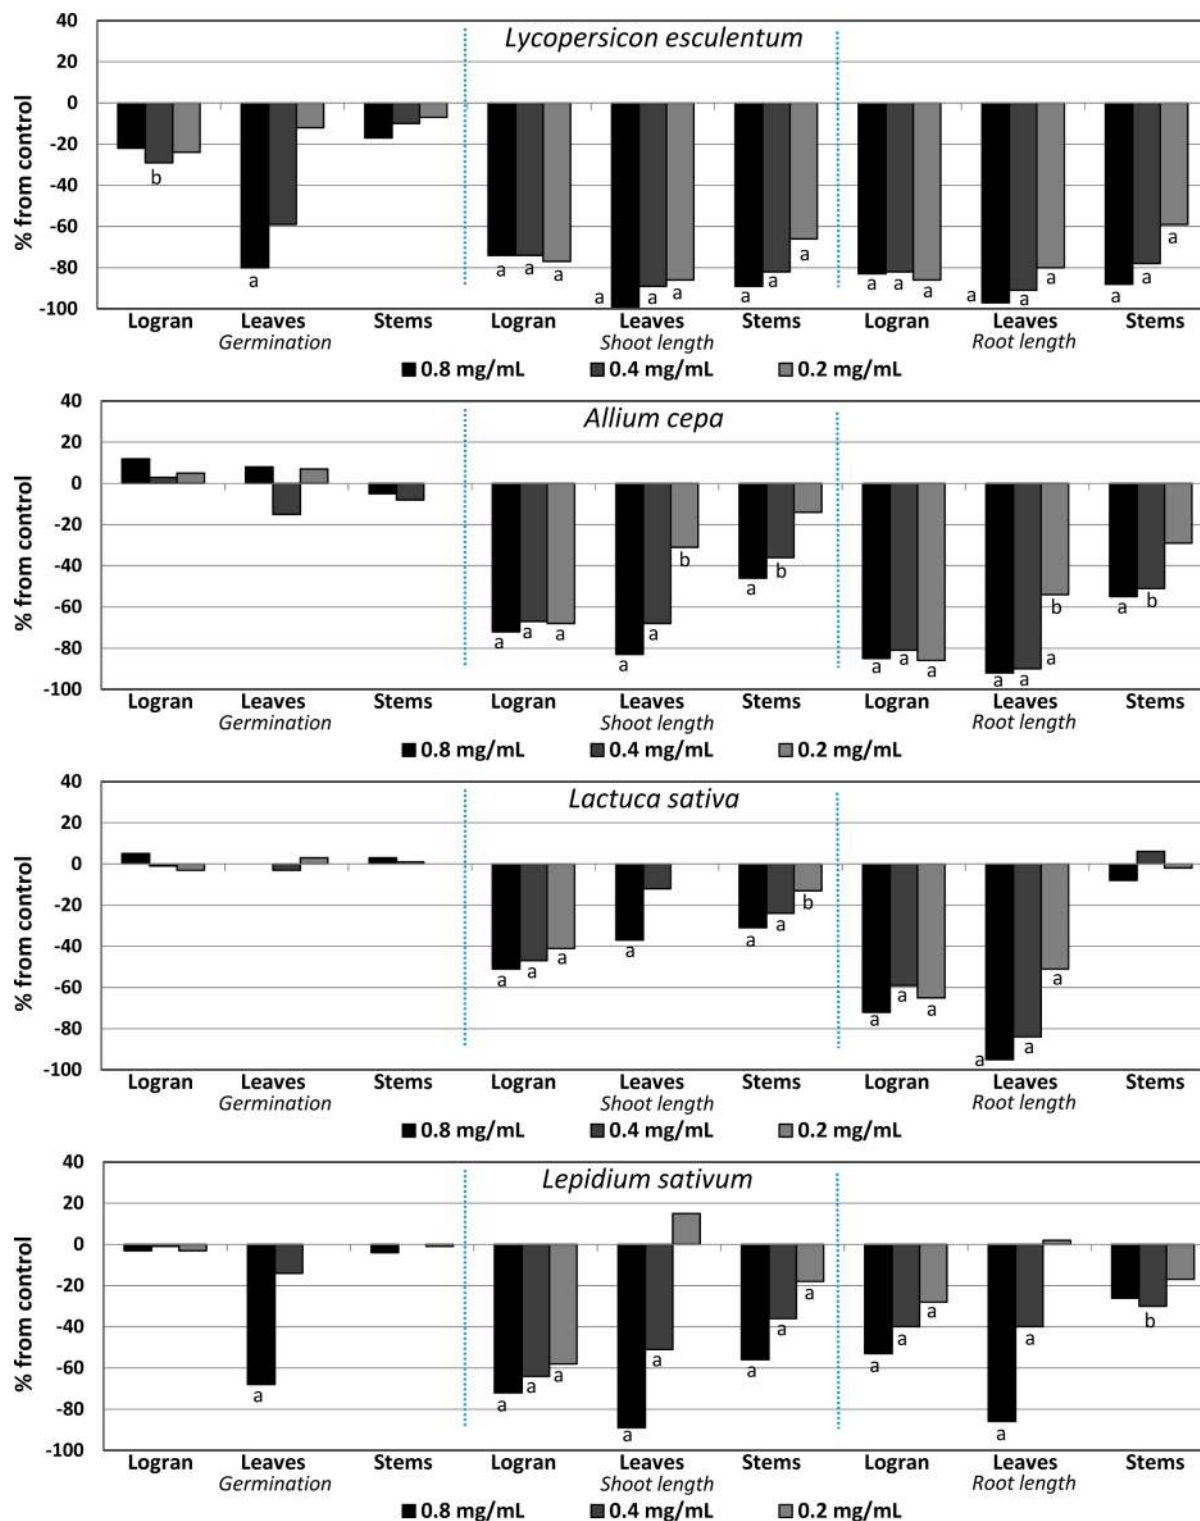 Lycopersicon esculentum
% from control
40
20
0
-20
-40
-60
-80
-100
b
a
a a a
a a a
a a a
a a a
a a a
a a a
Logran Leaves Stems Logran Leaves Stems Logran Leaves Stems
Germination Shoot length Root length
0.8 mg/mL 0.4 mg/mL 0.2 mg/mL
Allium cepa
% from control
40
20
0
-20
-40
-60
-80
-100
a a a
a a b
a b
a a a
a a a b
a b
Logran Leaves Stems Logran Leaves Stems Logran Leaves Stems
Germination Shoot length Root length
0.8 mg/mL 0.4 mg/mL 0.2 mg/mL
Lactuca sativa
% from control
40
20
0
-20
-40
-60
-80
-100
a a a
a
a a b
a a a
a a a
Logran Leaves Stems Logran Leaves Stems Logran Leaves Stems
Germination Shoot length Root length
0.8 mg/mL 0.4 mg/mL 0.2 mg/mL
Lepidium sativum
% from control
40
20
0
-20
-40
-60
-80
-100
a
a a a
a a
a a a
a a a
a a
b
Logran Leaves Stems Logran Leaves Stems Logran Leaves Stems
Germination Shoot length Root length
0.8 mg/mL 0.4 mg/mL 0.2 mg/mL